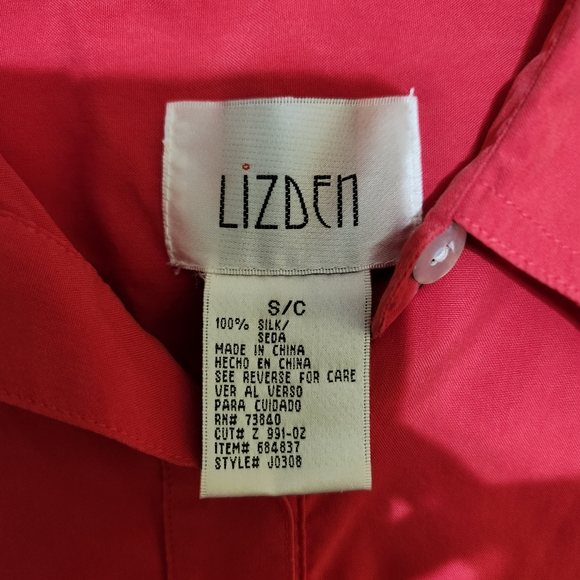 LiZDEN
S/C
100% SILK/
SEDA
MADE IN CHINA
HECHO EN CHINA
SEE REVERSE FOR CARE
VER AL VERSO
PARA CUIDADO
RN# 73840
CUT# Z 991-02
ITEM# 684837
STYLE# J0308